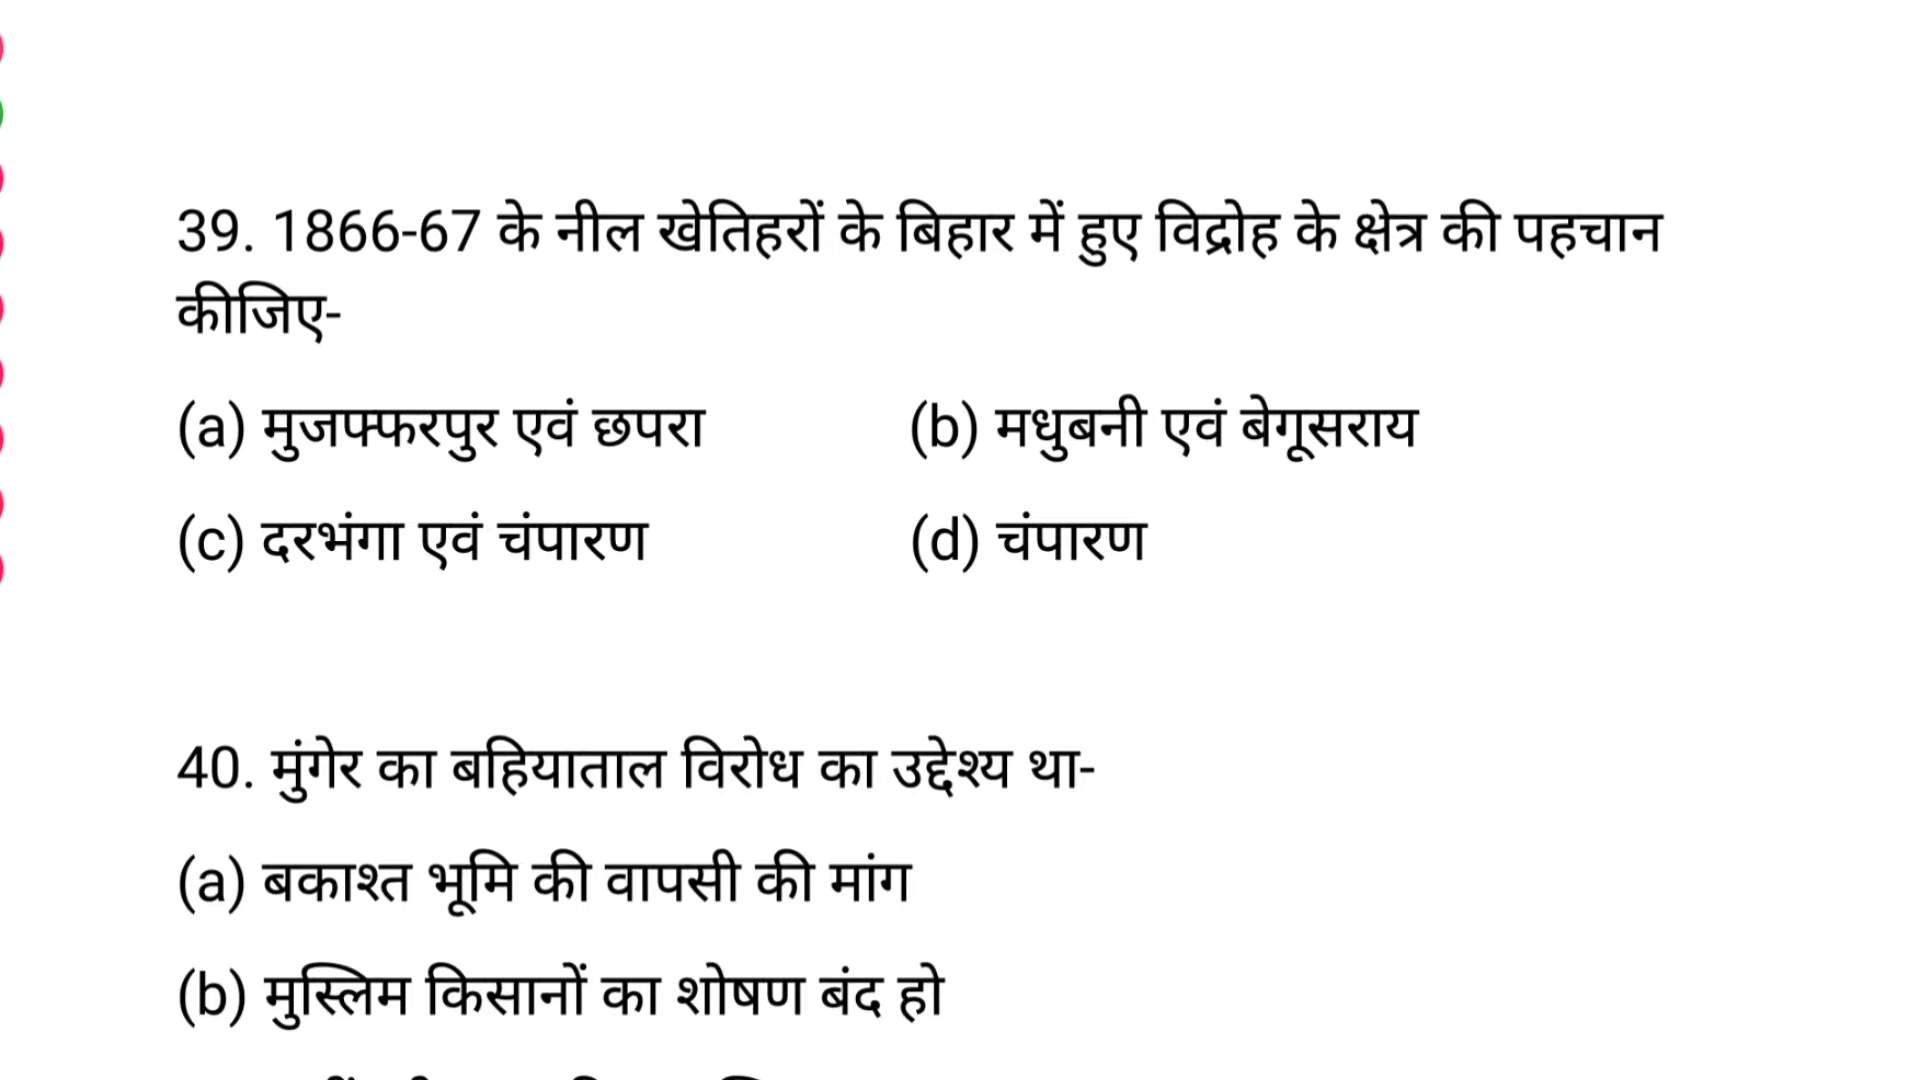 39. 1866-67 के नील खेतिहरों के बिहार में हुए विद्रोह के क्षेत्र की पहचान
कीजिए-
(a) मुजफ्फरपुर एवं छपरा (b) मधुबनी एवं बेगूसराय
(c) दरभंगा एवं चंपारण (d) चंपारण
40. मुंगेर का बहियाताल विरोध का उद्देश्य था-
(a) बकाश्त भूमि की वापसी की मांग
(b) मुस्लिम किसानों का शोषण बंद हो